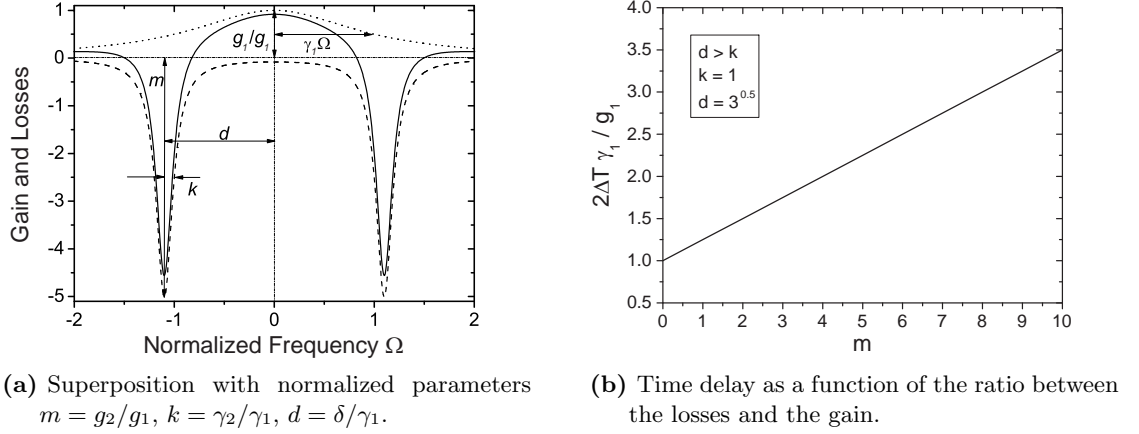 Gain and Losses
1
0
-1
-2
-3
-4
-5
-2 -1 0 1 2
Normalized Frequency Ω
g₁/g₁
γ₁Ω
m
d
k
(a) Superposition with normalized parameters
m = g₂/g₁, k = γ₂/γ₁, d = δ/γ₁.
2ΔT γ₁ / g₁
4.0
3.5
3.0
2.5
2.0
1.5
1.0
0.5
d > k
k = 1
d = 3^0.5
0 1 2 3 4 5 6 7 8 9 10
m
(b) Time delay as a function of the ratio between
the losses and the gain.